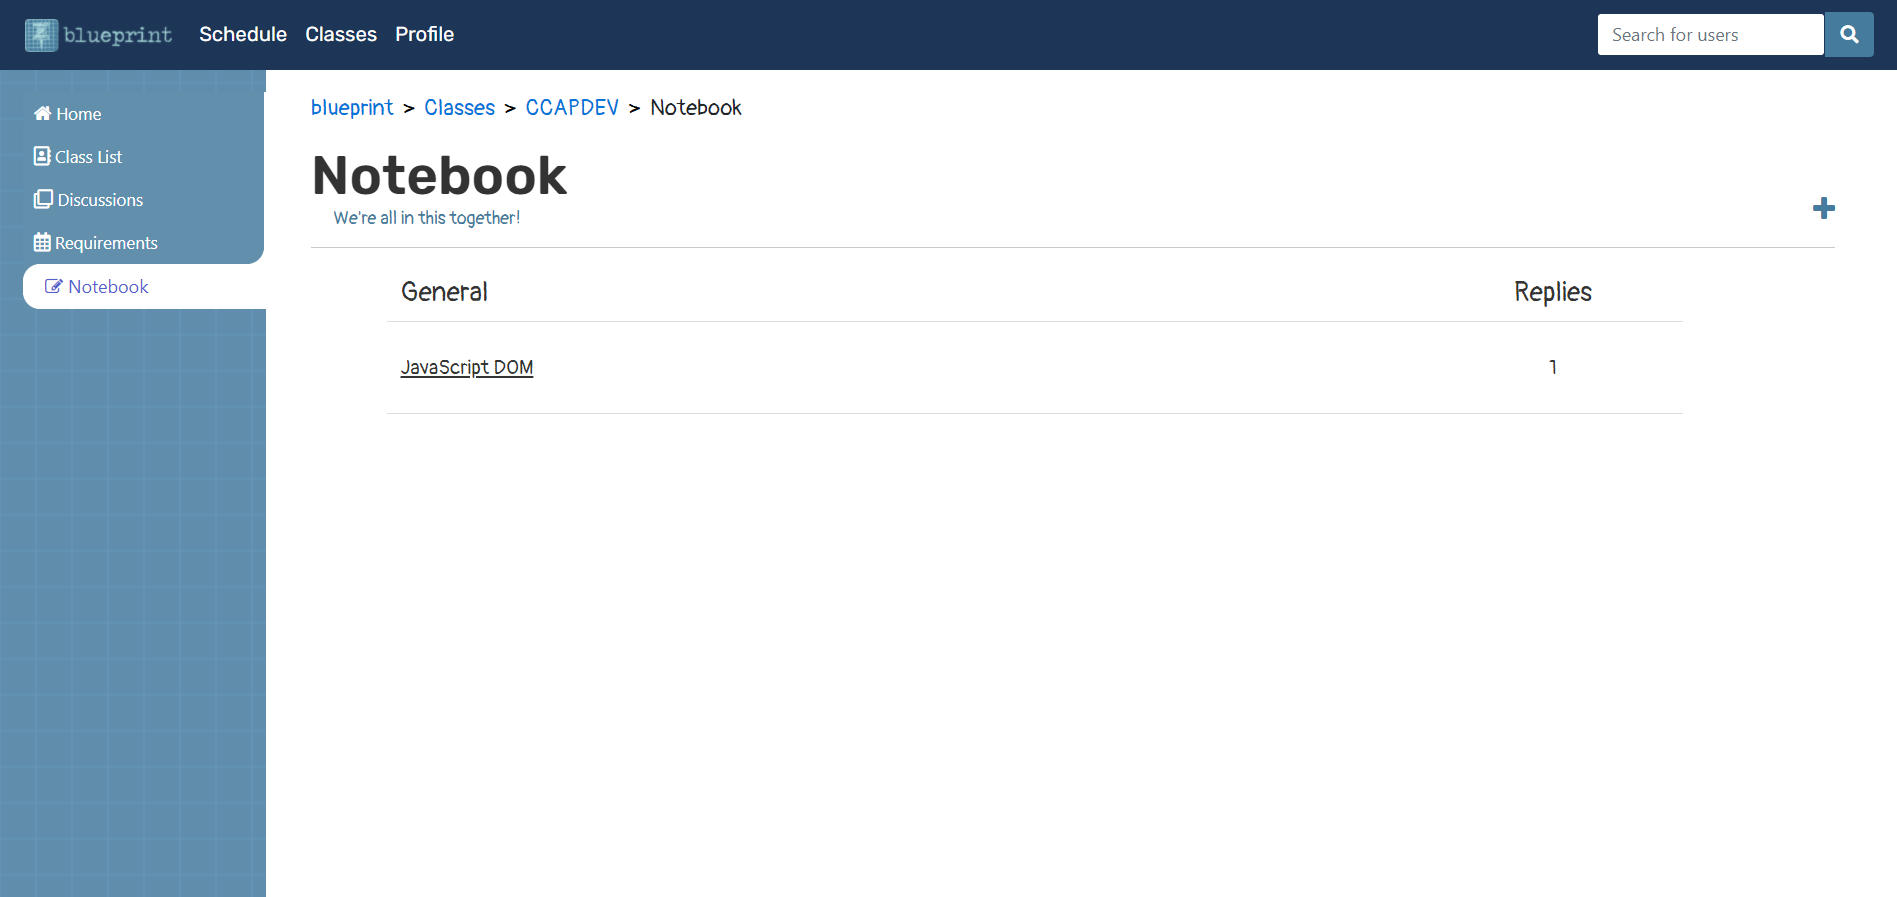 blueprint Schedule Classes Profile Search for users
Home
Class List
Discussions
Requirements
Notebook
blueprint > Classes > CCAPDEV > Notebook
Notebook
We're all in this together!
General Replies
JavaScript DOM 1